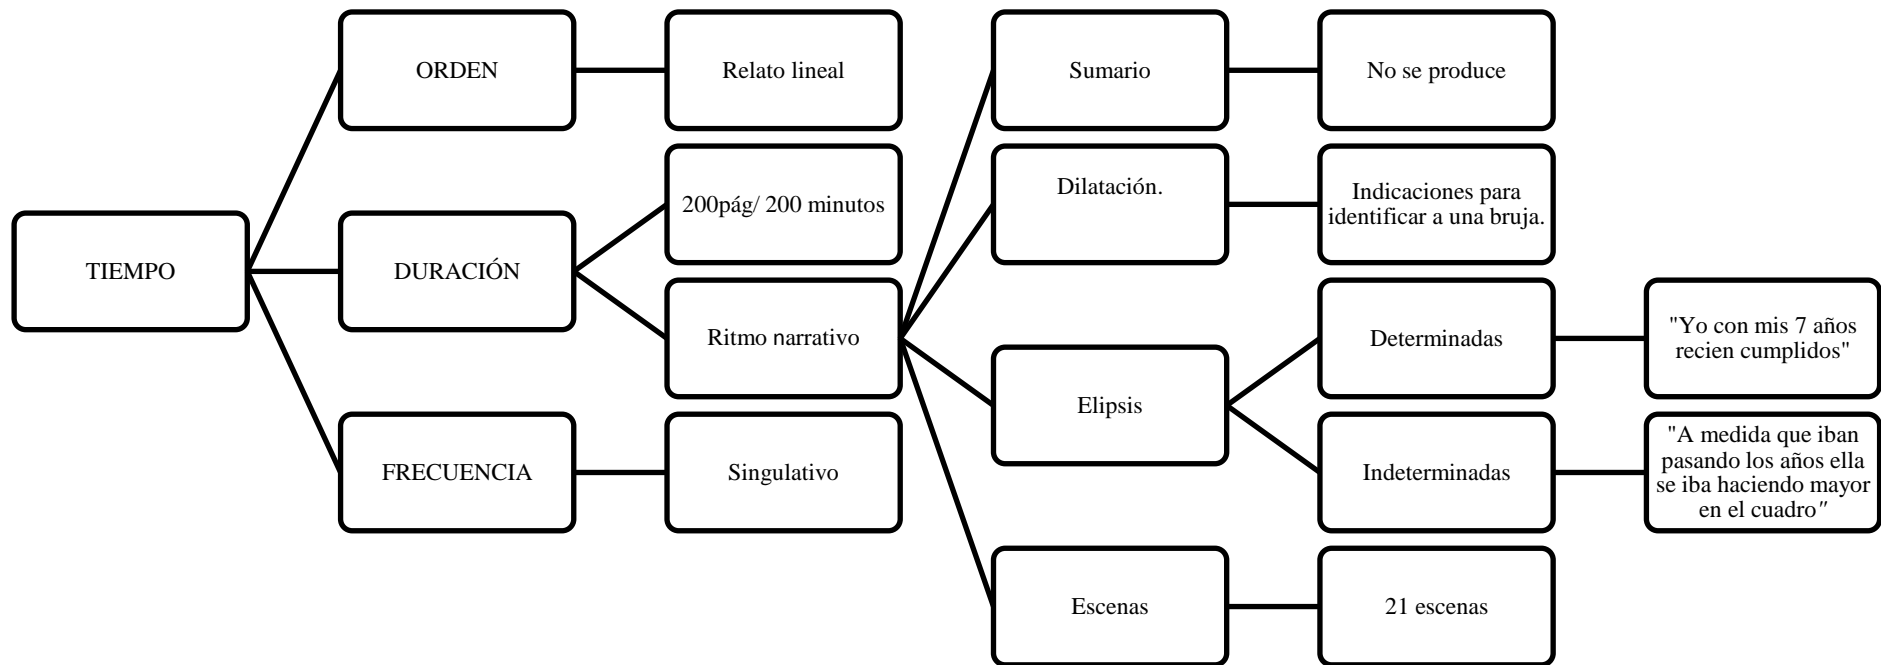 TIEMPO
ORDEN
Relato lineal
DURACIÓN
200pág/ 200 minutos
Ritmo narrativo
Sumario
No se produce
Dilatación.
Indicaciones para
identificar a una bruja.
Elipsis
Determinadas
"Yo con mis 7 años
recien cumplidos"
Indeterminadas
"A medida que iban
pasando los años ella
se iba haciendo mayor
en el cuadro"
Escenas
21 escenas
FRECUENCIA
Singulativo